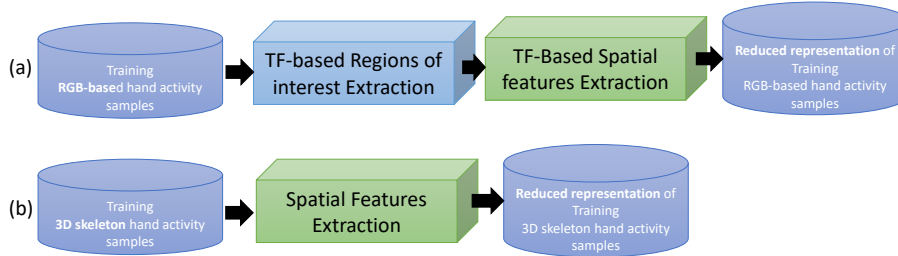 (a)
Training
RGB-based hand activity
samples
TF-based Regions of
interest Extraction
TF-Based Spatial
features Extraction
Reduced representation of
Training
RGB-based hand activity
samples
(b)
Training
3D skeleton hand activity
samples
Spatial Features
Extraction
Reduced representation of
Training
3D skeleton hand activity
samples